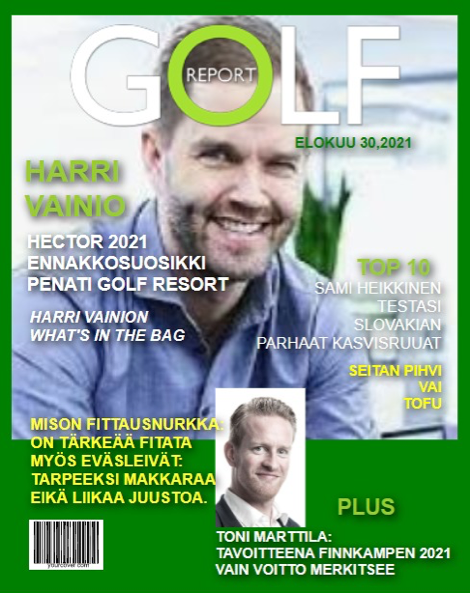 GOLF
REPORT
ELOKUU 30,2021
HARRI
VAINIO
HECTOR 2021
ENNAKKOSUOSIKKI
PENATI GOLF RESORT
HARRI VAINION
WHAT'S IN THE BAG
TOP 10
SAMI HEIKKINEN
TESTASI
SLOVAKIAN
PARHAAT KASVISRUUAT
SEITAN PIHVI
VAI
TOFU
MISON FITTAUSNURKKA:
ON TÄRKEÄÄ FITATA
MYÖS EVÄSLEIVÄT:
TARPEEKSI MAKKARAA
EIKÄ LIIKAA JUUSTOA.
PLUS
TONI MARTTILA:
TAVOITTEENA FINNKAMPEN 2021
VAIN VOITTO MERKITSEE
yourcover.com